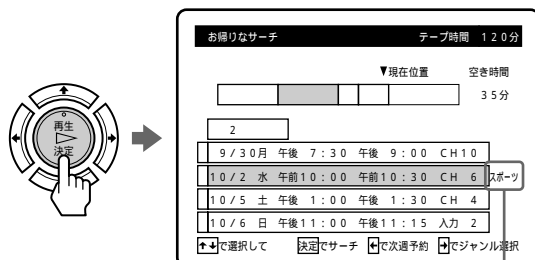 お帰りなサーチ テープ時間 120分
▼現在位置 空き時間
35分
再生
決定
2
9/30月 午後 7:30 午後 9:00 CH10
10/2 水 午前10:00 午前10:30 CH 6 スポーツ
10/5 土 午後 1:00 午後 1:30 CH 4
10/6 日 午後11:00 午後11:15 入力 2
↑↓で選択して 決定でサーチ ←で次週予約 →でジャンル選択